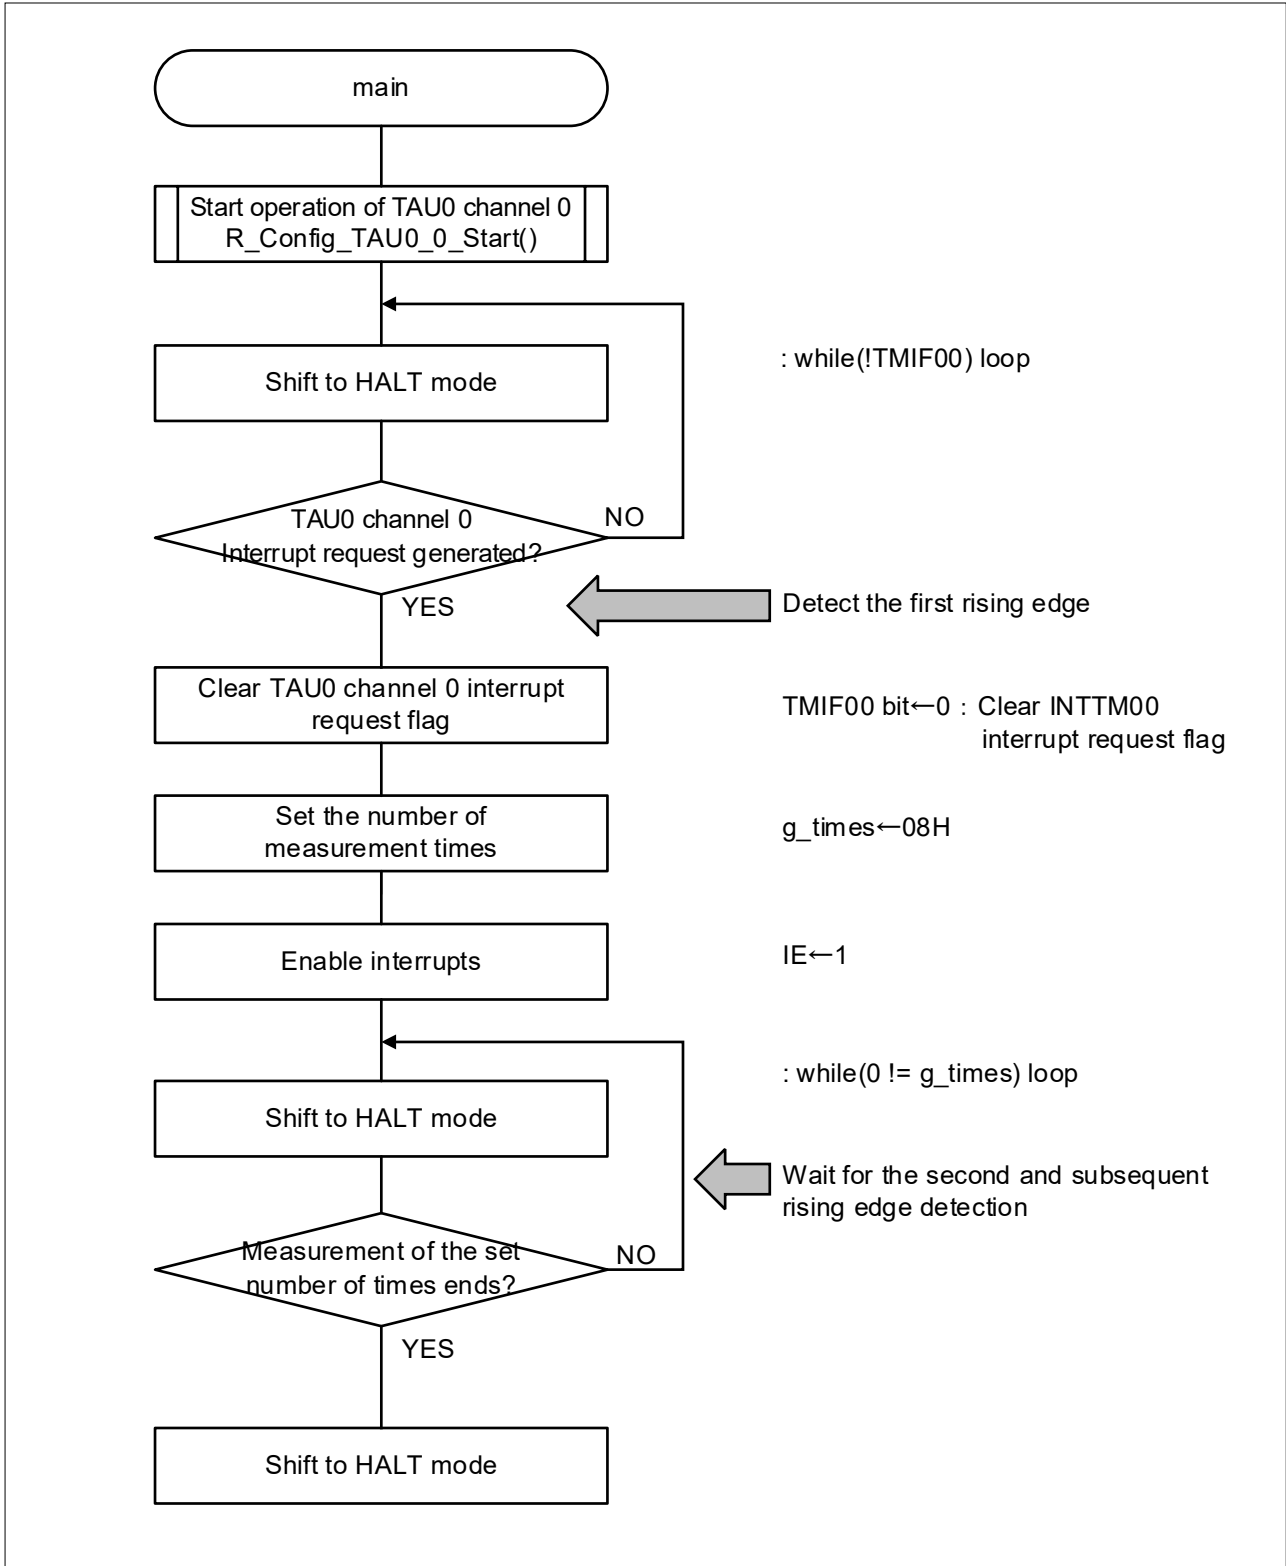 main
Start operation of TAU0 channel 0
R_Config_TAU0_0_Start()
: while(!TMIF00) loop
Shift to HALT mode
TAU0 channel 0
Interrupt request generated?
NO
YES
Detect the first rising edge
Clear TAU0 channel 0 interrupt
request flag
TMIF00 bit←0 : Clear INTTM00
interrupt request flag
Set the number of
measurement times
g_times←08H
Enable interrupts
IE←1
: while(0 != g_times) loop
Shift to HALT mode
Wait for the second and subsequent
rising edge detection
Measurement of the set
number of times ends?
NO
YES
Shift to HALT mode